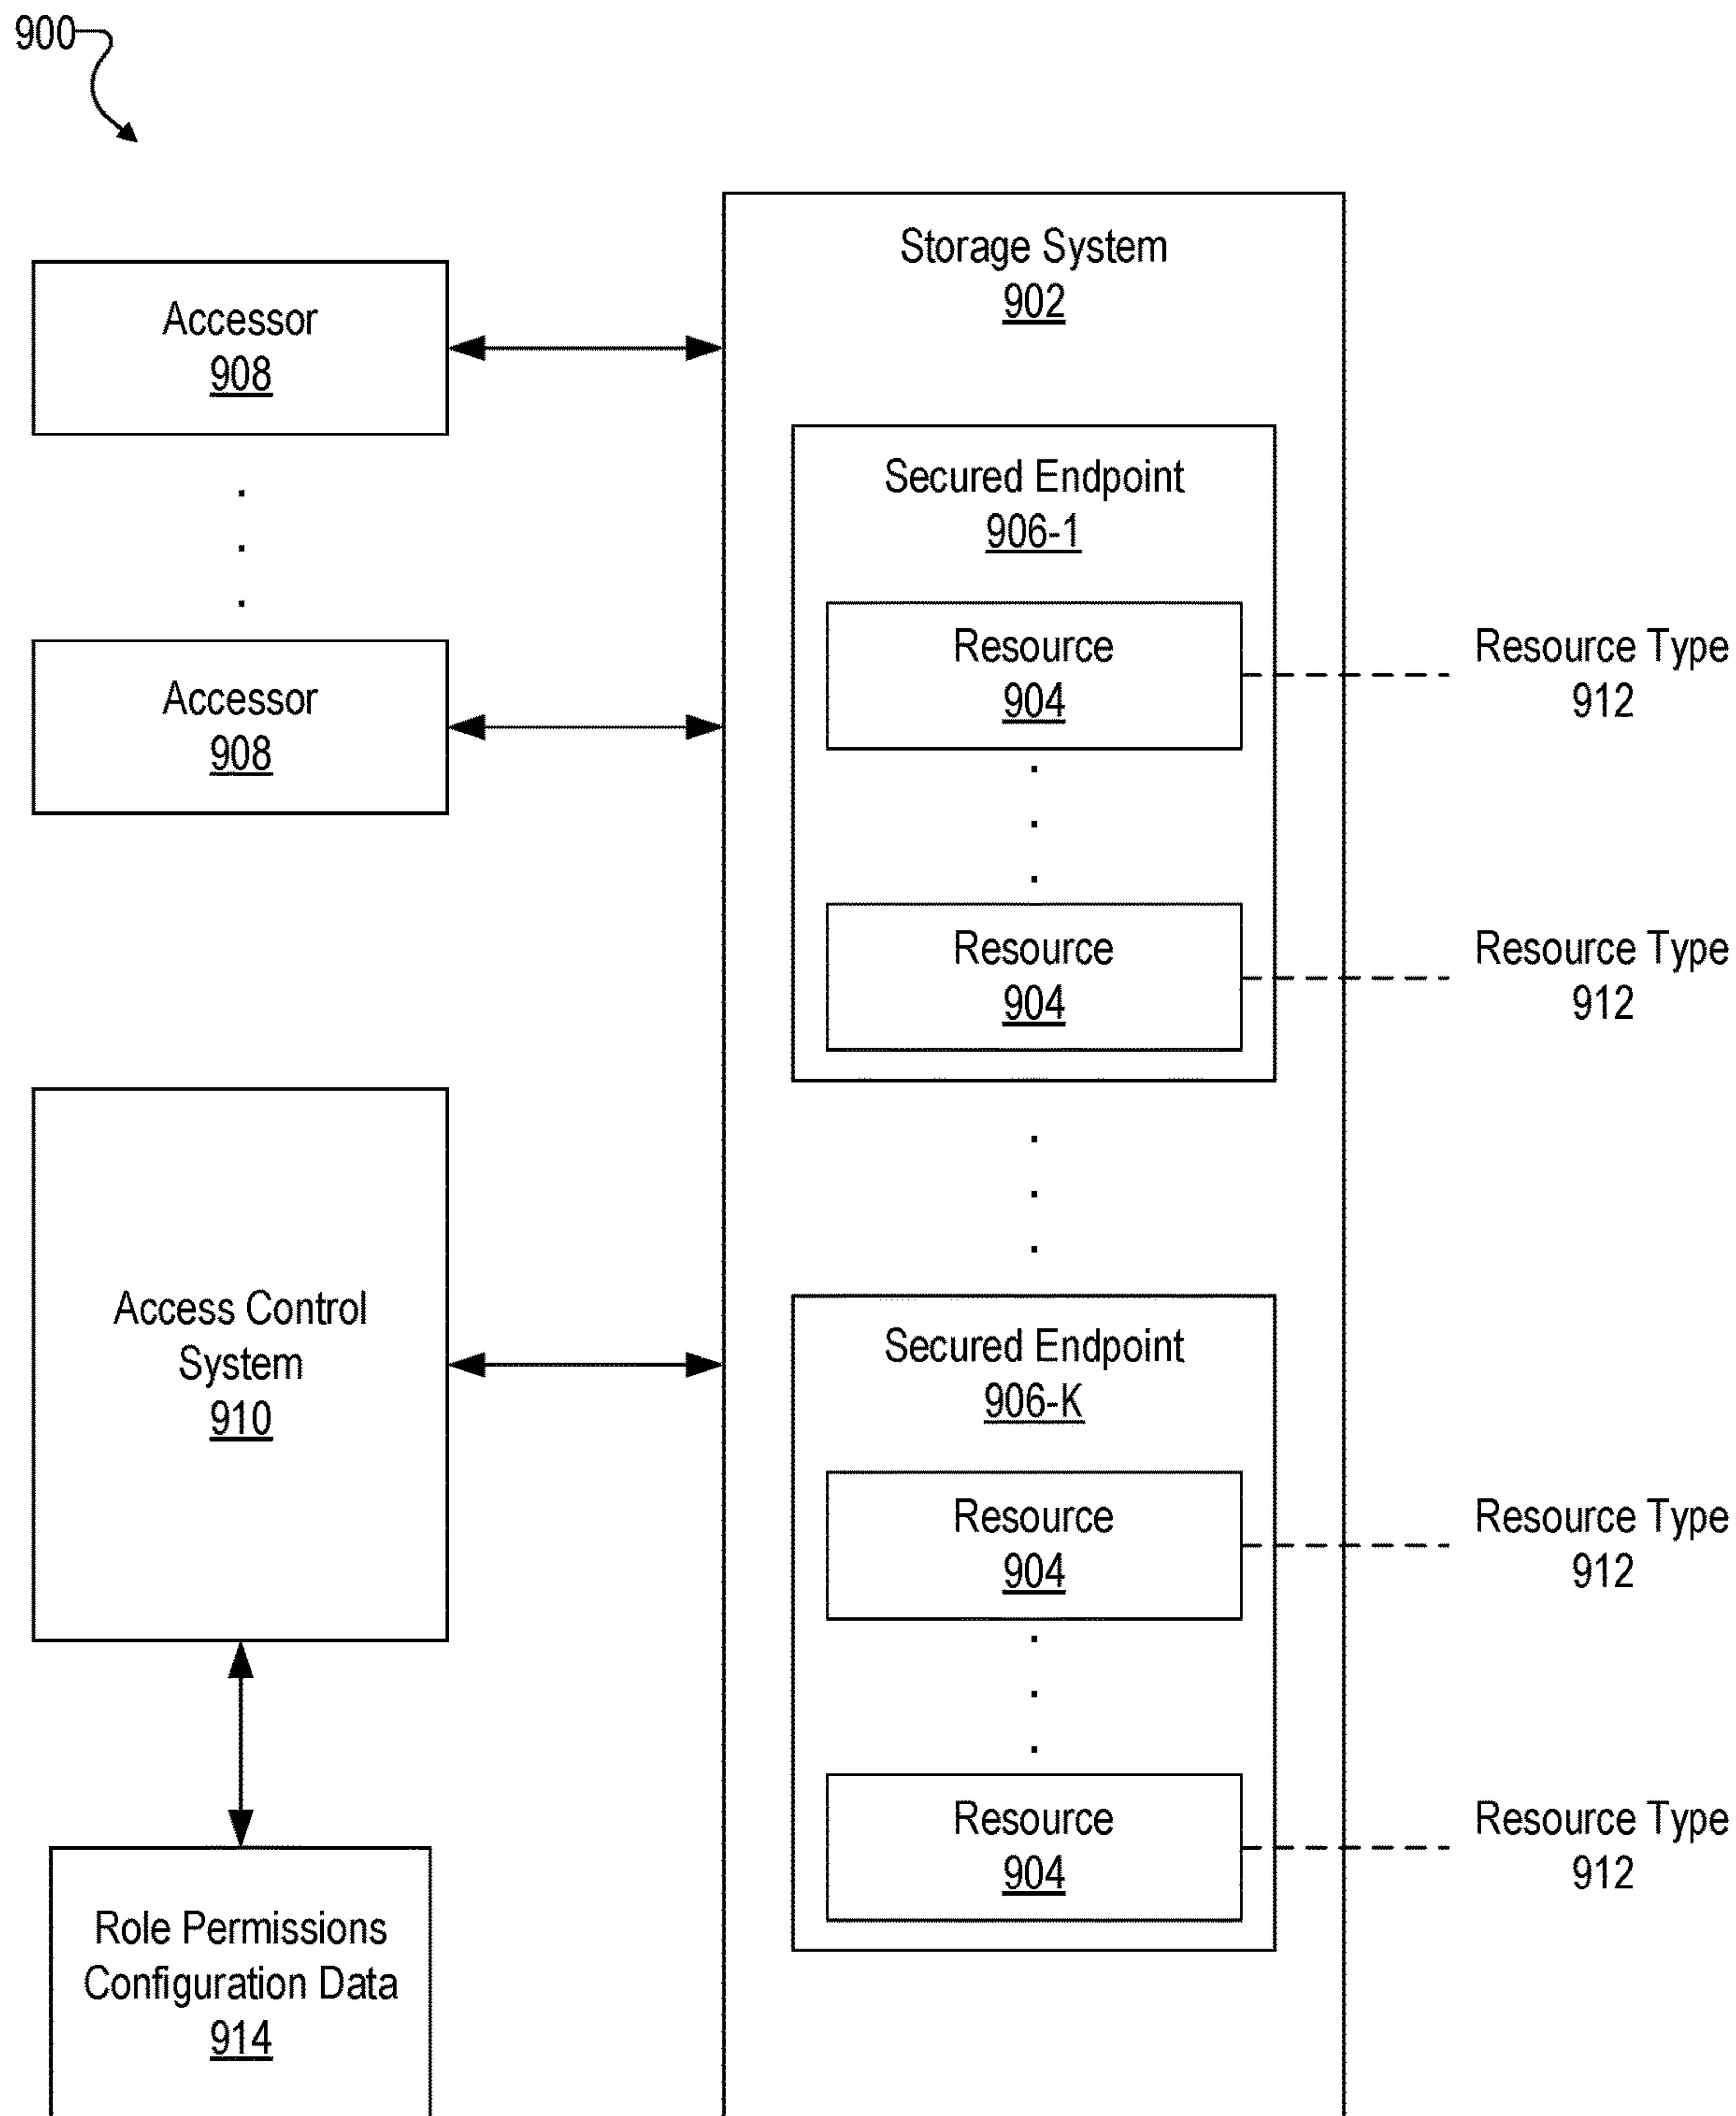 900
Storage System
902
Accessor
908
Secured Endpoint
906-1
Resource
904
Resource Type
912
Accessor
908
Resource
904
Resource Type
912
Access Control
System
910
Secured Endpoint
906-K
Resource
904
Resource Type
912
Resource
904
Resource Type
912
Role Permissions
Configuration Data
914